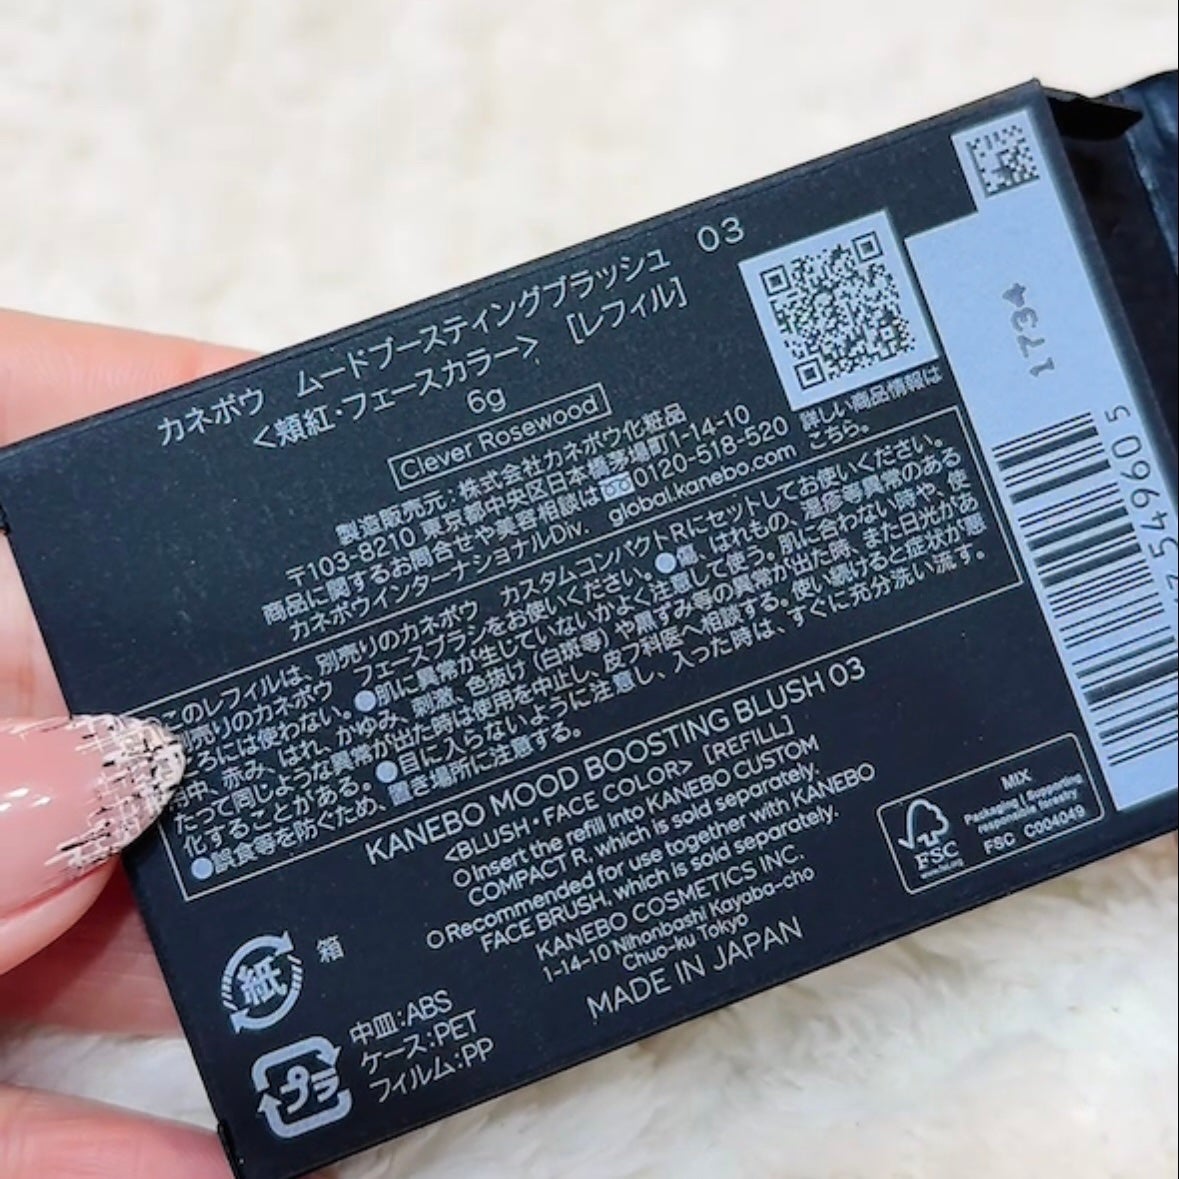 カネボウ ムードブースティングブラッシュ 03
<頬紅・フェースカラー> [レフィル]
6g
Clever Rosewood
製造販売元：株式会社カネボウ化粧品
〒103-8210 東京都中央区日本橋茅場町1-14-10
商品に関するお問合せや美容相談は 0120-518-520
カネボウインターナショナルDiv. global.kanebo.com
詳しい商品情報は
こちら。
このレフィルは、別売りのカネボウ カスタムコンパクトRにセットしてお使いください。
売りのカネボウ フェースブラシをお使いください。●傷、はれもの、湿疹等異常のある
ろには使わない。●肌に異常が生じていないかよく注意して使う。肌に合わない時や、使
中、赤み、はれ、かゆみ、刺激、色抜け（白斑等）や黒ずみ等の異常が出た時、また日光があ
たって同じような異常が出た時は使用を中止し、皮フ科医へ相談する。使い続けると症状が悪
化することがある。●目に入らないように注意し、入った時は、すぐに充分洗い流す。
●誤食等を防ぐため、置き場所に注意する。
KANEBO MOOD BOOSTING BLUSH 03
<BLUSH・FACE COLOR> [REFILL]
○Insert the refill into KANEBO CUSTOM
COMPACT R, which is sold separately.
○Recommended for use together with KANEBO
FACE BRUSH, which is sold separately.
KANEBO COSMETICS INC.
1-14-10 Nihonbashi Kayaba-cho
Chuo-ku Tokyo
MADE IN JAPAN
紙
箱
プラ
中皿：ABS
ケース：PET
フィルム：PP
FSC
MIX
Packaging | Supporting
responsible forestry
FSC C004049
1734
549605